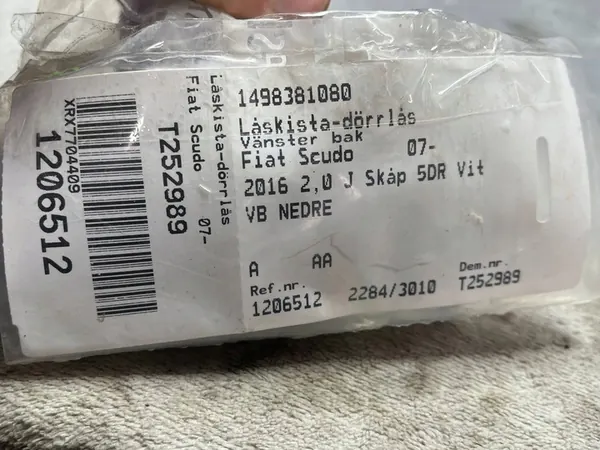 XRX7704409
1206512
T252989
Fiat Scudo 07-
Låskista-dörrlås
1498381080
Låskista-dörrlås
Vänster bak
Fiat Scudo 07-
2016 2,0 J Skåp 5DR Vit
VB NEDRE
A AA
Ref.nr. Dem.nr.
1206512 2284/3010 T252989